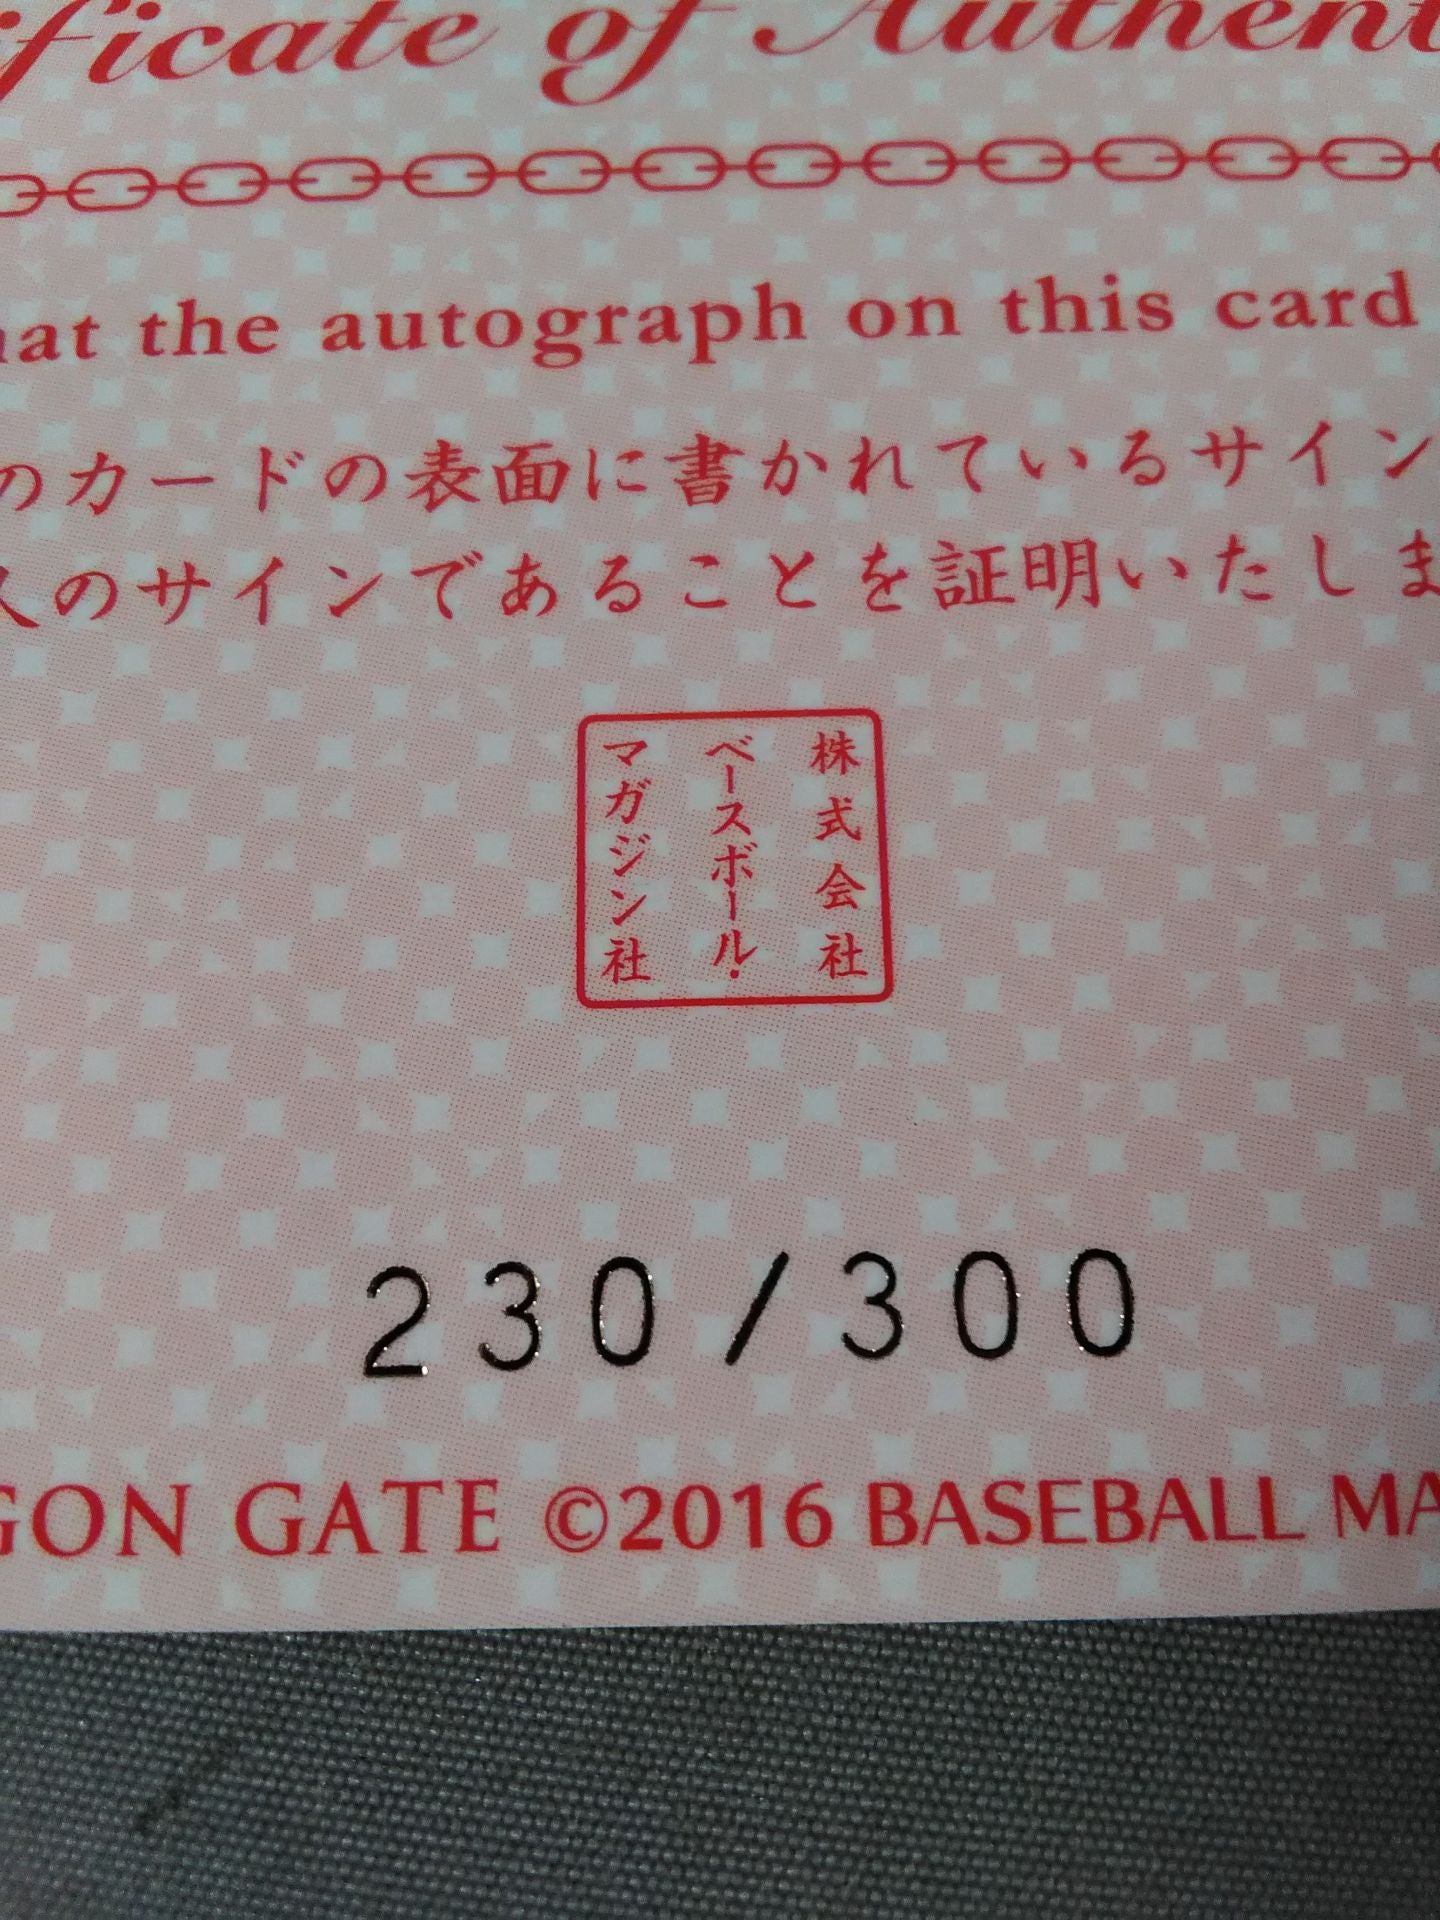 ificate of Authent
hat the autograph on this card
のカードの表面に書かれているサイン
人のサインであることを証明いたしま
株式会社
ベースボール・
マガジン社
230/300
GON GATE ©2016 BASEBALL MA